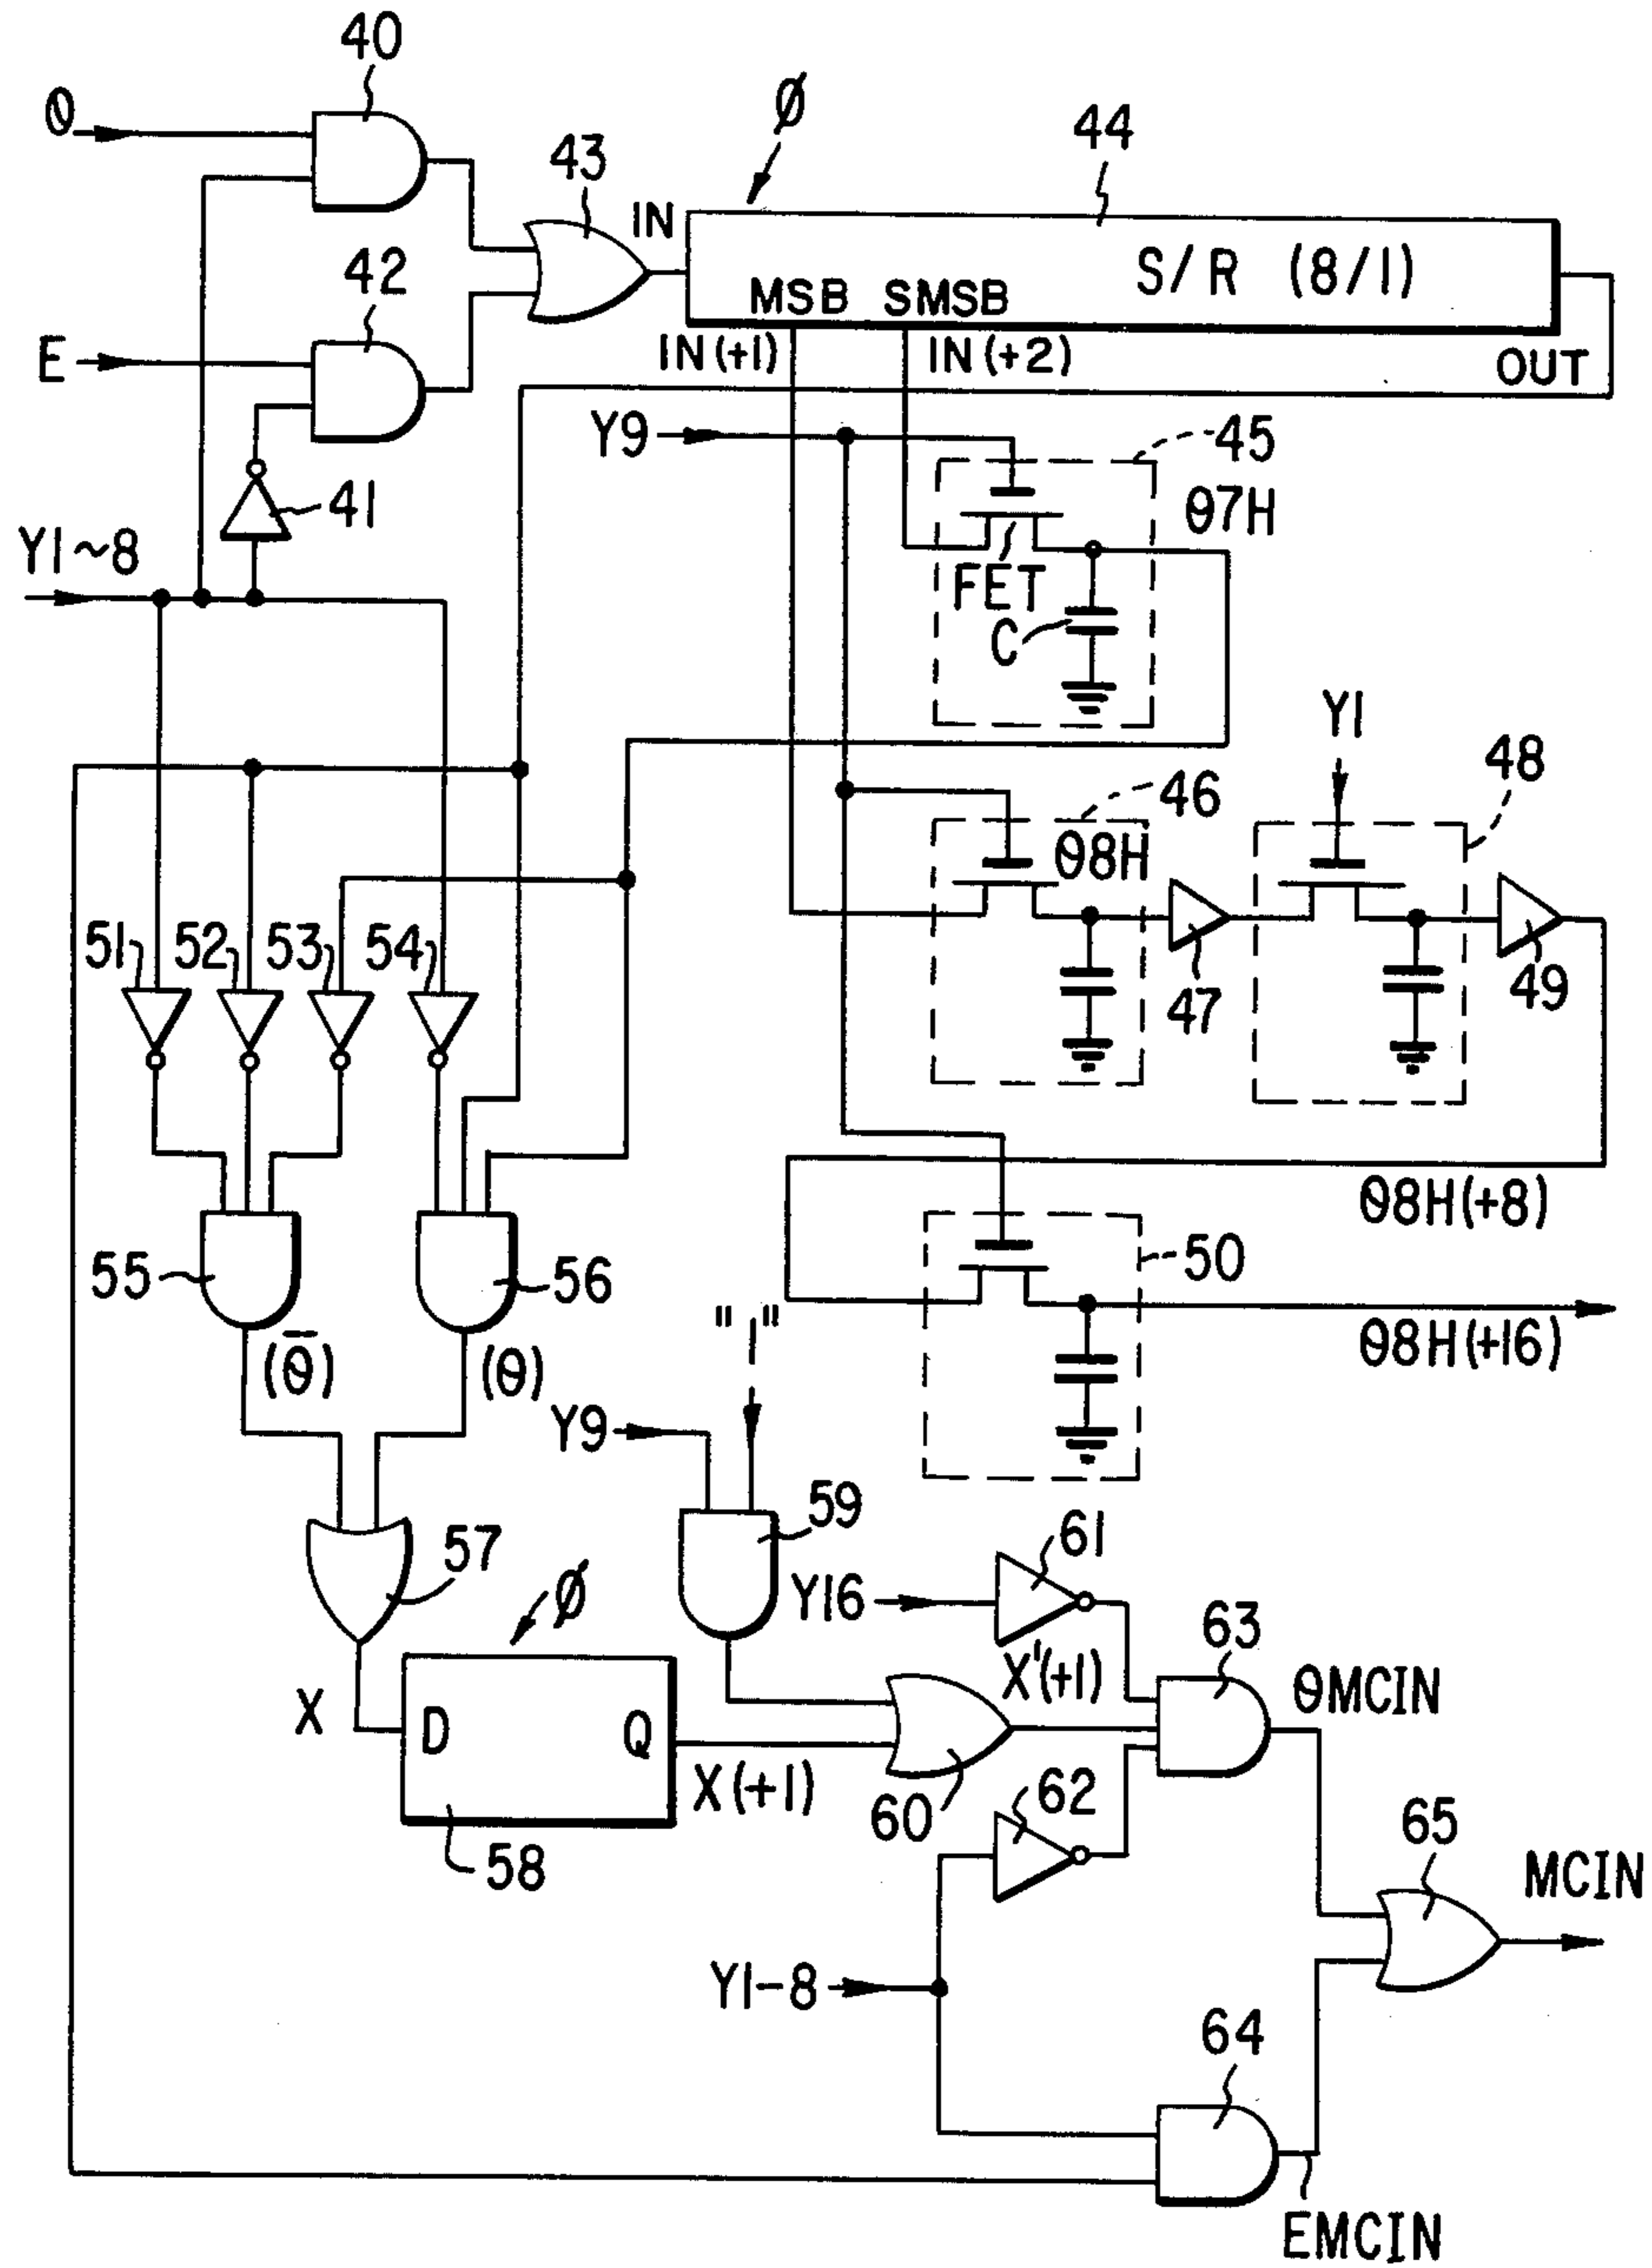 40
θ
ø
44
43
IN
42
S/R (8/1)
MSB SMSB
E
IN(+1)
IN(+2)
OUT
Y9
45
41
θ7H
Y1~8
FET
C
Y1
48
46
θ8H
51
52
53
54
47
49
θ8H(+8)
55
56
50
"1"
(θ̅)
(θ)
θ8H(+16)
Y9
59
57
61
ø
Y16
63
X'(+1)
θMCIN
X
D
Q
X(+1)
62
60
65
58
MCIN
Y1-8
64
EMCIN